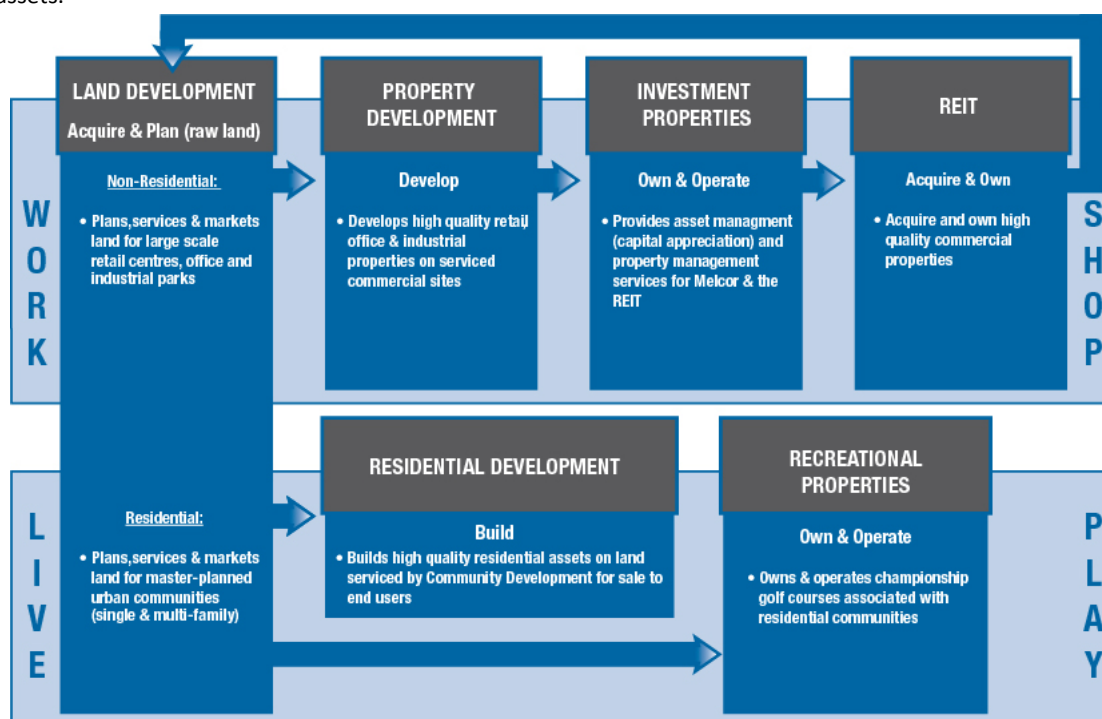 assets.
LAND DEVELOPMENT
Acquire & Plan (raw land)
Non-Residential:
• Plans,services & markets
land for large scale
retail centres, office and
industrial parks
Residential:
• Plans,services & markets
land for master-planned
urban communities
(single & multi-family)
PROPERTY
DEVELOPMENT
Develop
• Develops high quality retail,
office & industrial
properties on serviced
commercial sites
INVESTMENT
PROPERTIES
Own & Operate
• Provides asset managment
(capital appreciation) and
property management
services for Melcor & the
REIT
REIT
Acquire & Own
• Acquire and own high
quality commercial
properties
WORK
SHOP
RESIDENTIAL DEVELOPMENT
Build
• Builds high quality residential assets on land
serviced by Community Development for sale to
end users
RECREATIONAL
PROPERTIES
Own & Operate
• Owns & operates championship
golf courses associated with
residential communities
LIVE
PLAY